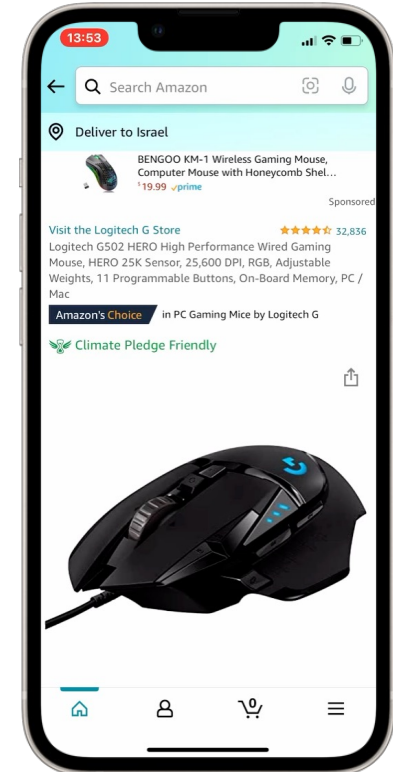 13:53
Search Amazon
Deliver to Israel
BENGOO KM-1 Wireless Gaming Mouse,
Computer Mouse with Honeycomb Shel...
$19.99 prime
Sponsored
Visit the Logitech G Store 32,836
Logitech G502 HERO High Performance Wired Gaming
Mouse, HERO 25K Sensor, 25,600 DPI, RGB, Adjustable
Weights, 11 Programmable Buttons, On-Board Memory, PC /
Mac
Amazon's Choice in PC Gaming Mice by Logitech G
Climate Pledge Friendly
0